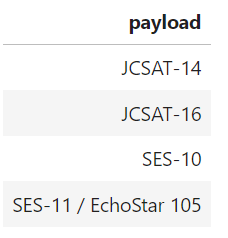 payload
JCSAT-14
JCSAT-16
SES-10
SES-11 / EchoStar 105